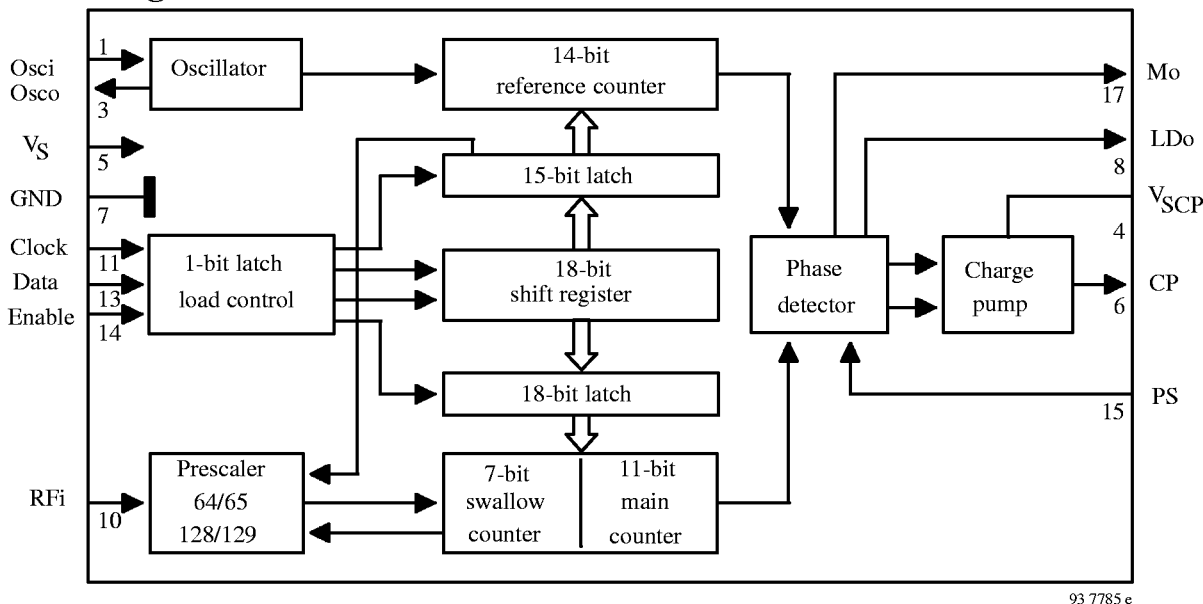 1
Osci
Osco
3
Oscillator
14-bit
reference counter
Mo
17
V_S
5
15-bit latch
LDo
8
GND
7
V_SCP
4
Clock
11
Data
13
Enable
14
1-bit latch
load control
18-bit
shift register
Phase
detector
Charge
pump
CP
6
18-bit latch
PS
15
RFi
10
Prescaler
64/65
128/129
7-bit
swallow
counter
11-bit
main
counter
93 7785 e